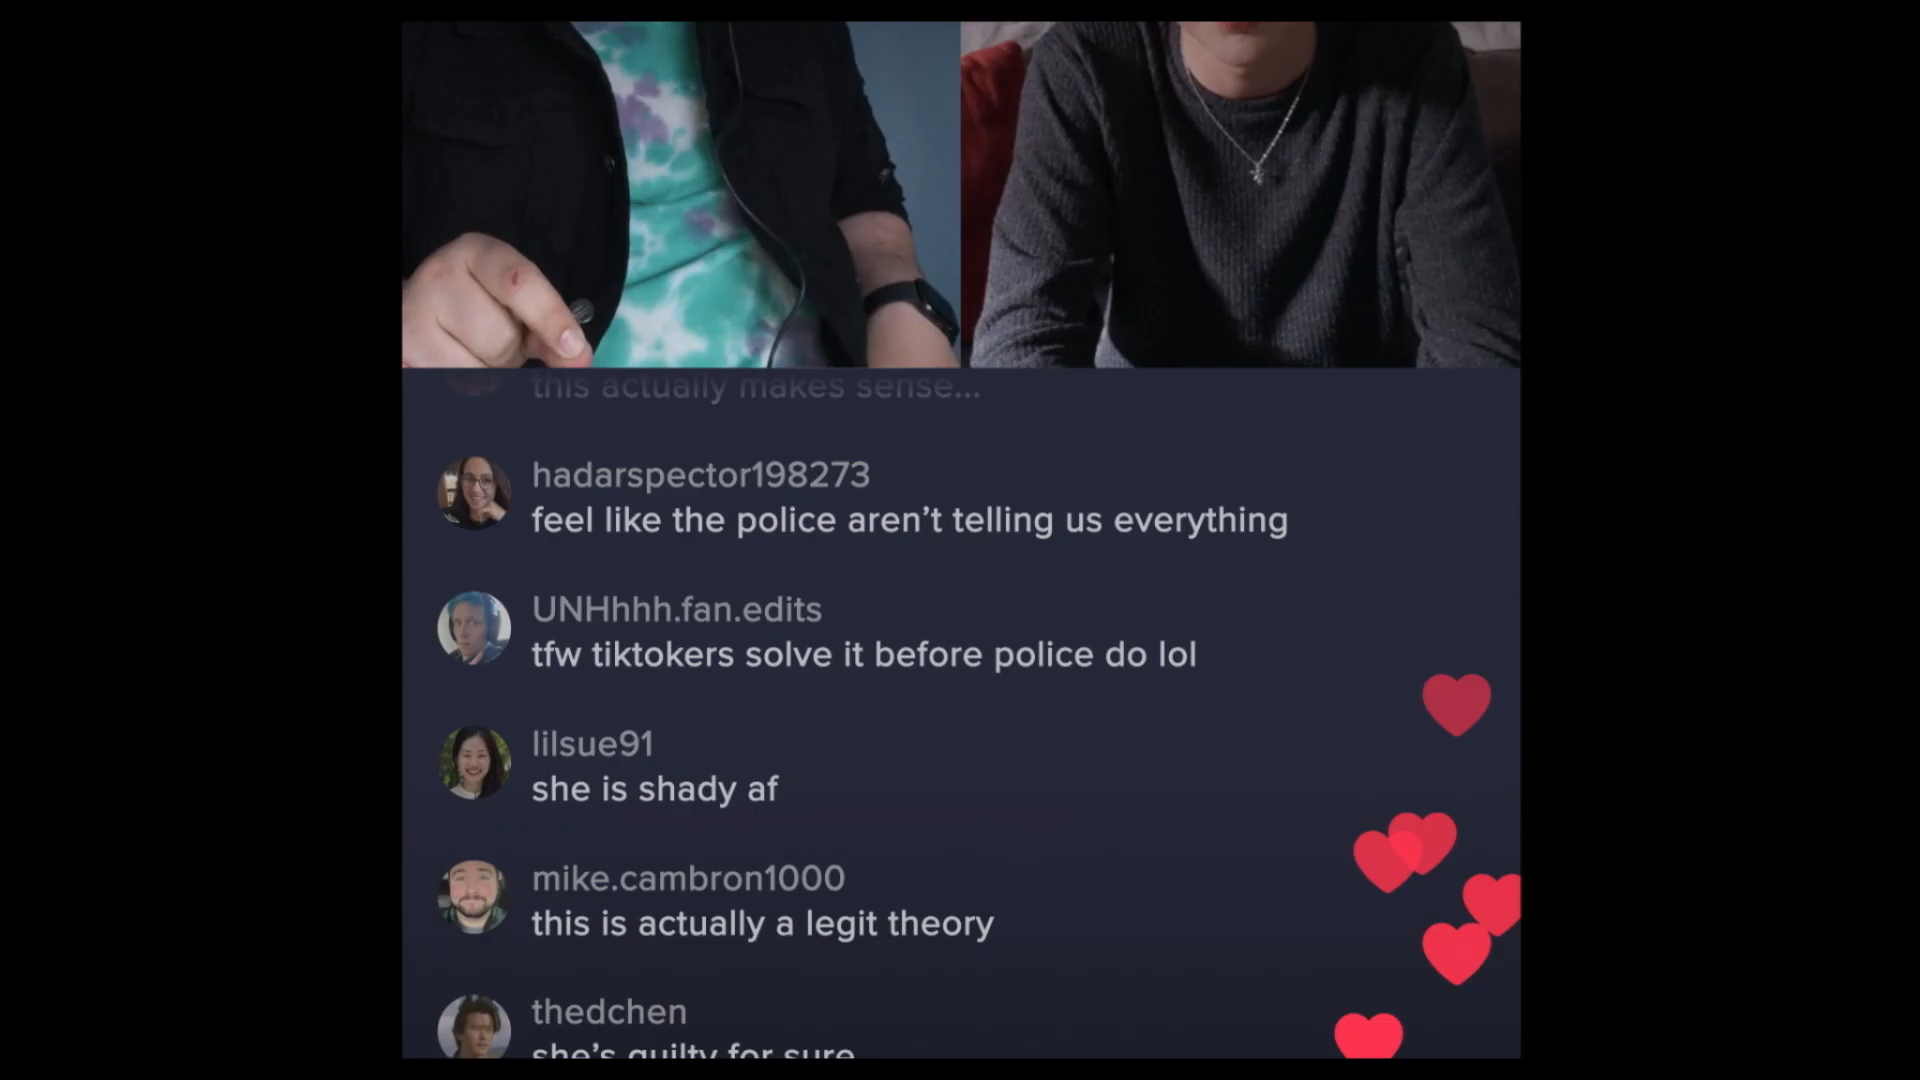 this actually makes sense...
hadarspector198273
feel like the police aren't telling us everything
UNHhhh.fan.edits
tfw tiktokers solve it before police do lol
lilsue91
she is shady af
mike.cambron1000
this is actually a legit theory
thedchen
she's guilty for sure